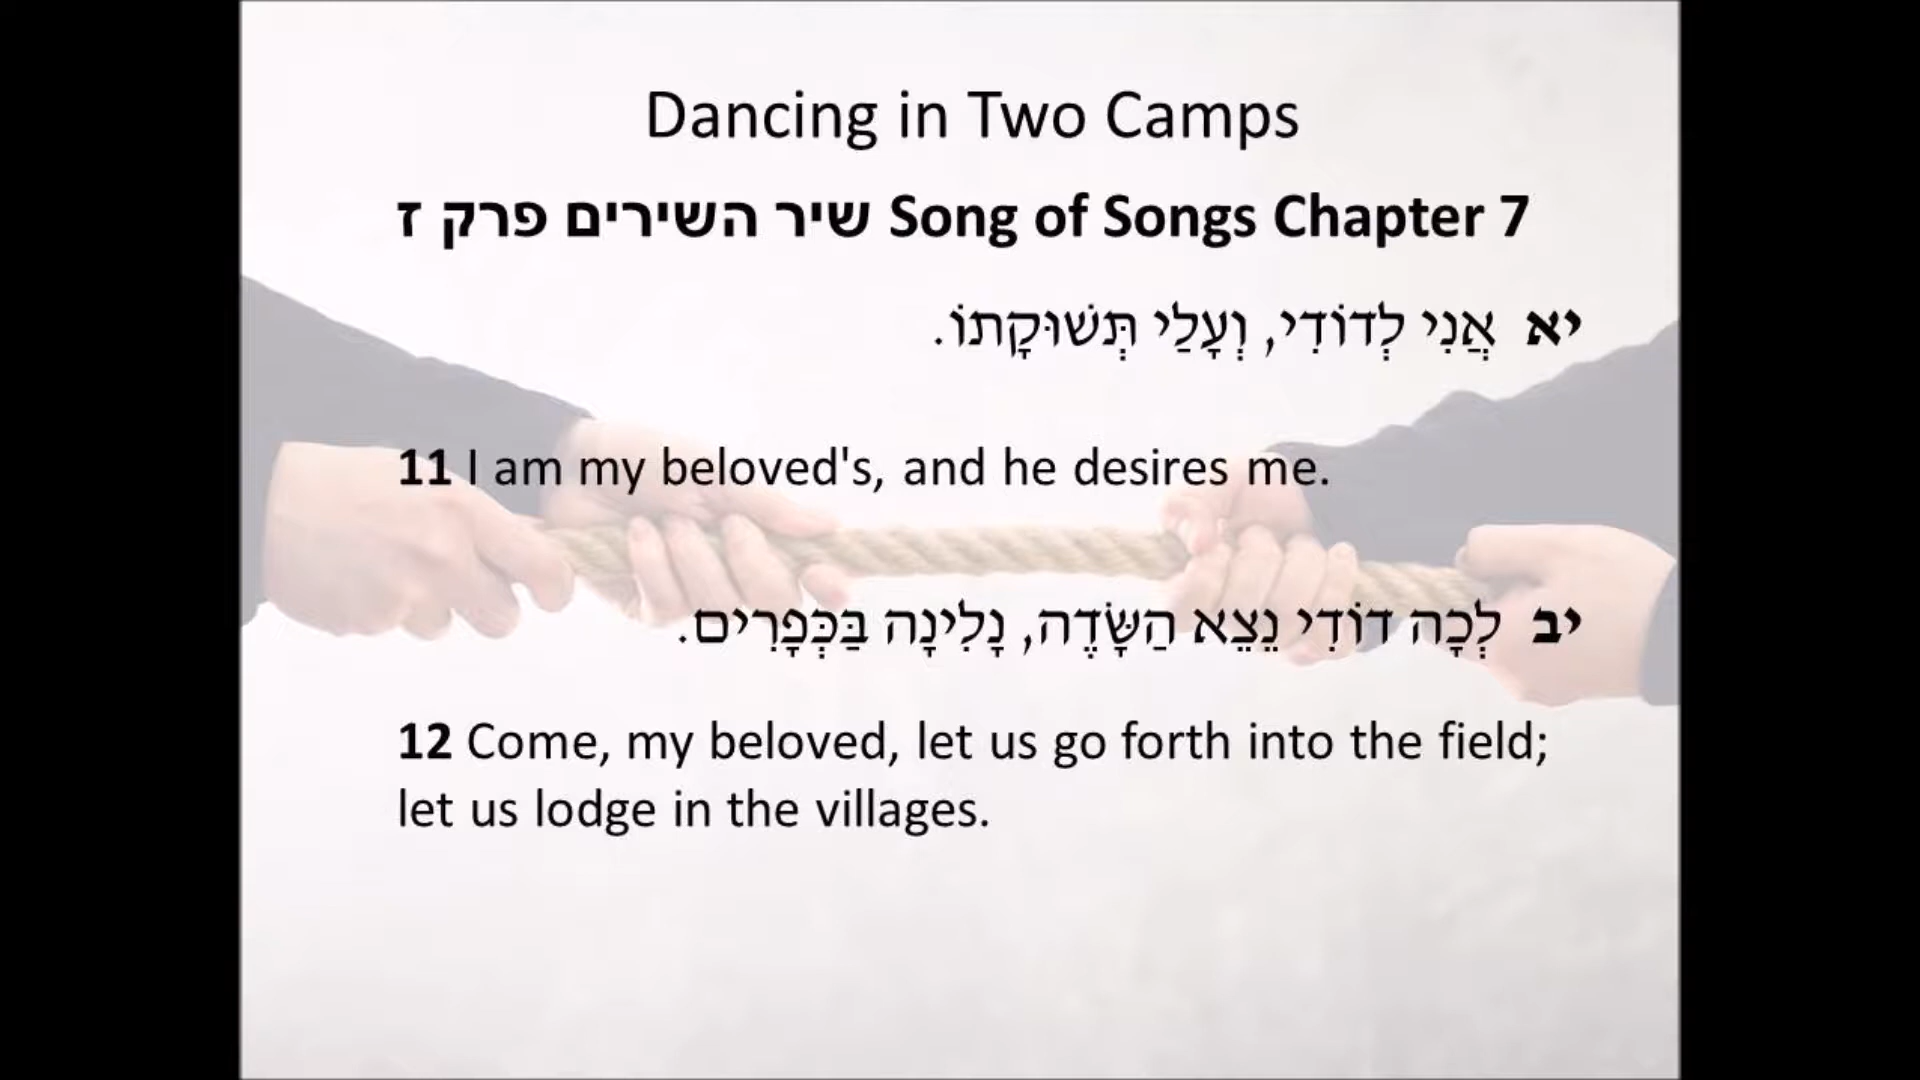 Dancing in Two Camps
שיר השירים פרק ז Song of Songs Chapter 7
יא אֲנִי לְדוֹדִי, וְעָלַי תְּשׁוּקָתוֹ.
11 I am my beloved's, and he desires me.
יב לְכָה דוֹדִי נֵצֵא הַשָּׂדֶה, נָלִינָה בַּכְּפָרִים.
12 Come, my beloved, let us go forth into the field;
let us lodge in the villages.